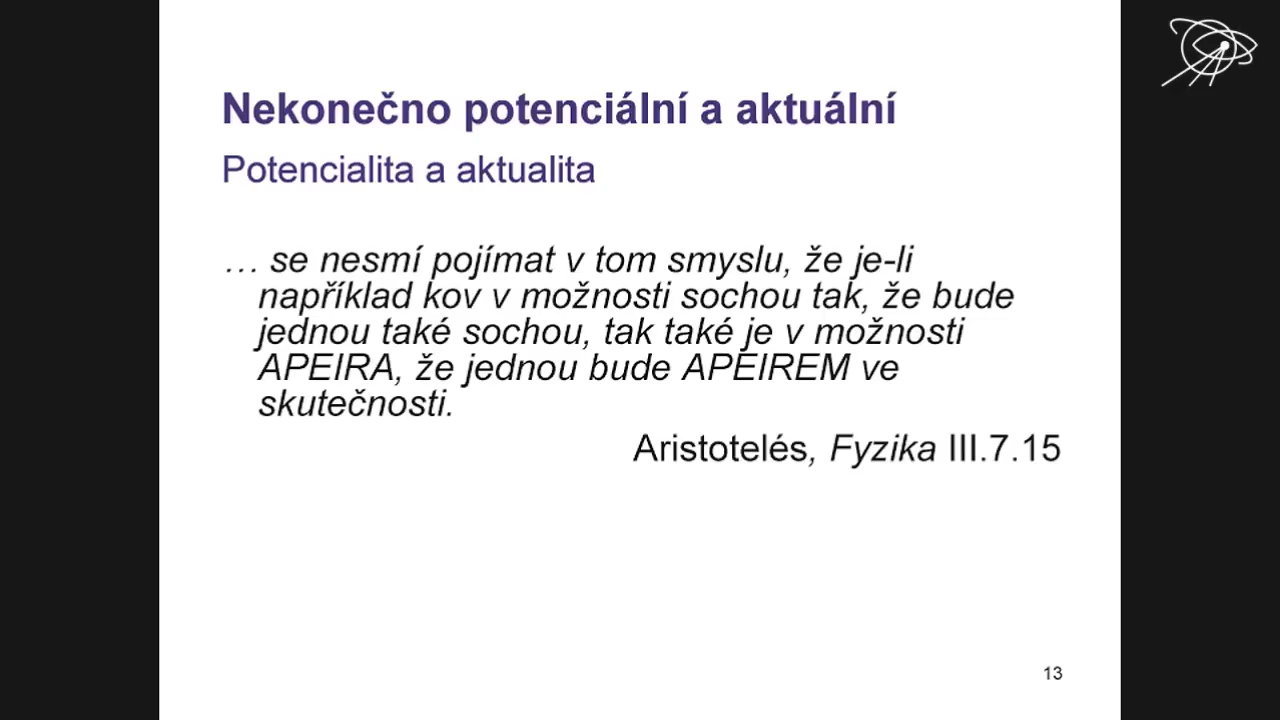 Nekonečno potenciální a aktuální
Potencialita a aktualita
… se nesmí pojímat v tom smyslu, že je-li
například kov v možnosti sochou tak, že bude
jednou také sochou, tak také je v možnosti
APEIRA, že jednou bude APEIREM ve
skutečnosti.
Aristotelés, Fyzika III.7.15
13